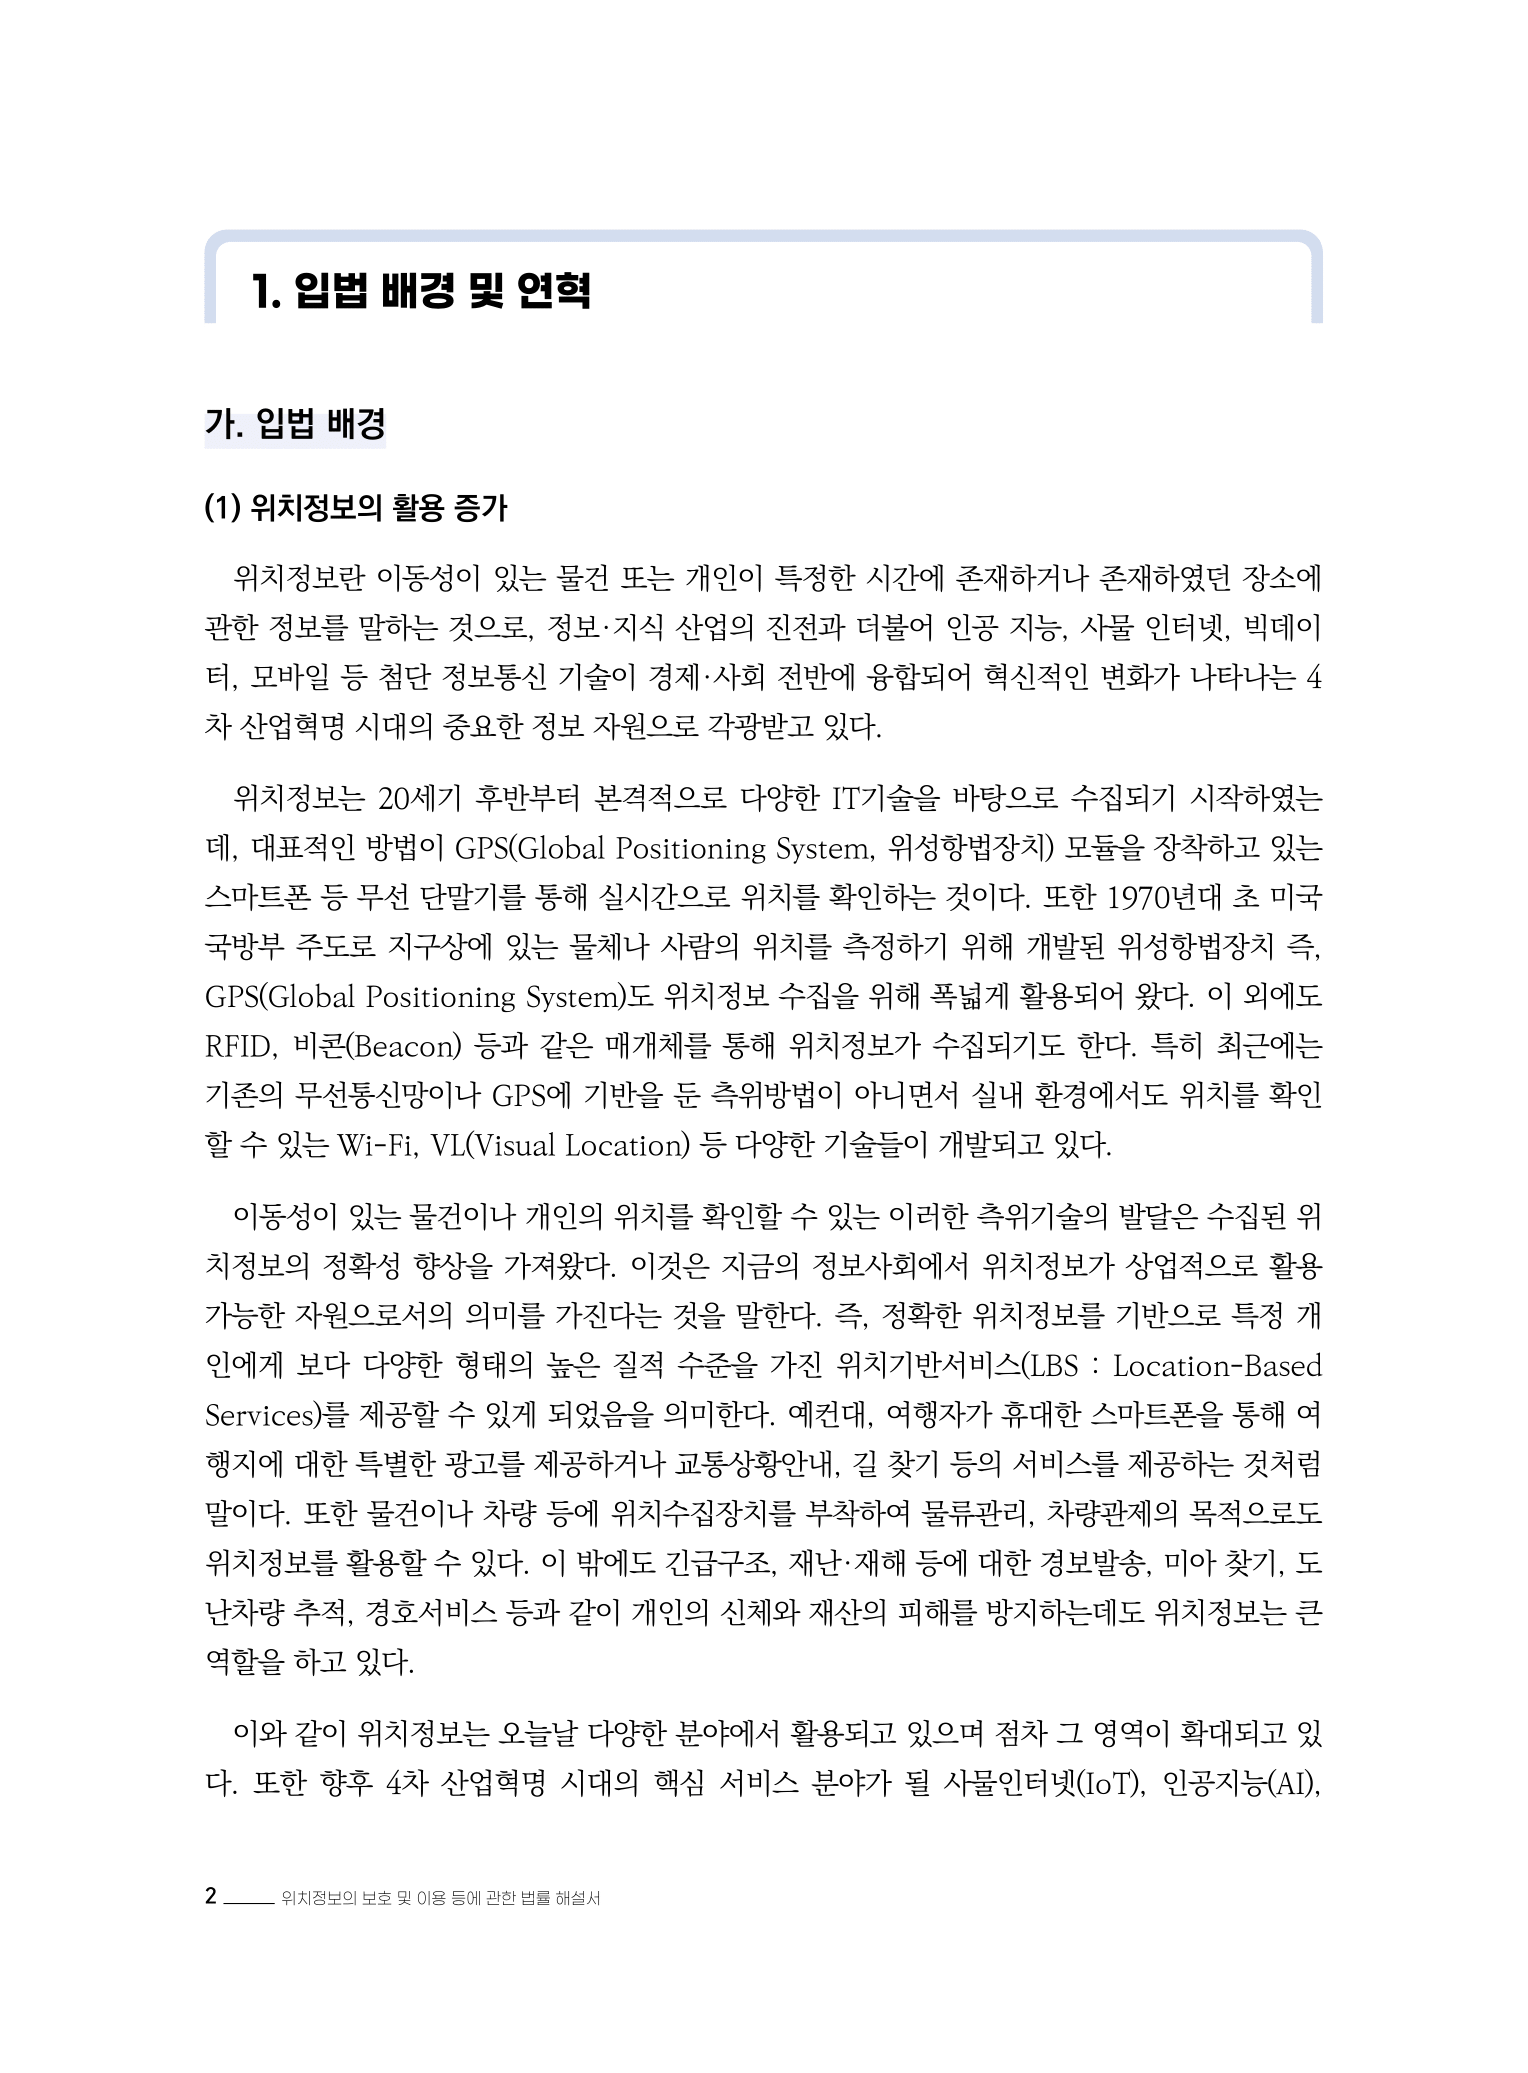 1. 입법 배경 및 연혁
가. 입법 배경
(1) 위치정보의 활용 증가
위치정보란 이동성이 있는 물건 또는 개인이 특정한 시간에 존재하거나 존재하였던 장소에
관한 정보를 말하는 것으로, 정보·지식 산업의 진전과 더불어 인공 지능, 사물 인터넷, 빅데이
터, 모바일 등 첨단 정보통신 기술이 경제·사회 전반에 융합되어 혁신적인 변화가 나타나는 4
차 산업혁명 시대의 중요한 정보 자원으로 각광받고 있다.
위치정보는 20세기 후반부터 본격적으로 다양한 IT기술을 바탕으로 수집되기 시작하였는
데, 대표적인 방법이 GPS(Global Positioning System, 위성항법장치) 모듈을 장착하고 있는
스마트폰 등 무선 단말기를 통해 실시간으로 위치를 확인하는 것이다. 또한 1970년대 초 미국
국방부 주도로 지구상에 있는 물체나 사람의 위치를 측정하기 위해 개발된 위성항법장치 즉,
GPS(Global Positioning System)도 위치정보 수집을 위해 폭넓게 활용되어 왔다. 이 외에도
RFID, 비콘(Beacon) 등과 같은 매개체를 통해 위치정보가 수집되기도 한다. 특히 최근에는
기존의 무선통신망이나 GPS에 기반을 둔 측위방법이 아니면서 실내 환경에서도 위치를 확인
할 수 있는 Wi-Fi, VL(Visual Location) 등 다양한 기술들이 개발되고 있다.
이동성이 있는 물건이나 개인의 위치를 확인할 수 있는 이러한 측위기술의 발달은 수집된 위
치정보의 정확성 향상을 가져왔다. 이것은 지금의 정보사회에서 위치정보가 상업적으로 활용
가능한 자원으로서의 의미를 가진다는 것을 말한다. 즉, 정확한 위치정보를 기반으로 특정 개
인에게 보다 다양한 형태의 높은 질적 수준을 가진 위치기반서비스(LBS : Location-Based
Services)를 제공할 수 있게 되었음을 의미한다. 예컨대, 여행자가 휴대한 스마트폰을 통해 여
행지에 대한 특별한 광고를 제공하거나 교통상황안내, 길 찾기 등의 서비스를 제공하는 것처럼
말이다. 또한 물건이나 차량 등에 위치수집장치를 부착하여 물류관리, 차량관제의 목적으로도
위치정보를 활용할 수 있다. 이 밖에도 긴급구조, 재난·재해 등에 대한 경보발송, 미아 찾기, 도
난차량 추적, 경호서비스 등과 같이 개인의 신체와 재산의 피해를 방지하는데도 위치정보는 큰
역할을 하고 있다.
이와 같이 위치정보는 오늘날 다양한 분야에서 활용되고 있으며 점차 그 영역이 확대되고 있
다. 또한 향후 4차 산업혁명 시대의 핵심 서비스 분야가 될 사물인터넷(IoT), 인공지능(AI),
2 위치정보의 보호 및 이용 등에 관한 법률 해설서